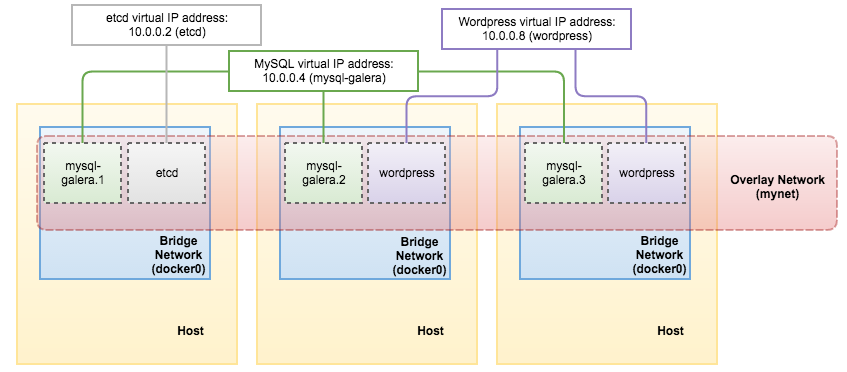 etcd virtual IP address:
10.0.0.2 (etcd)
Wordpress virtual IP address:
10.0.0.8 (wordpress)
MySQL virtual IP address:
10.0.0.4 (mysql-galera)
mysql-
galera.1
etcd
mysql-
galera.2
wordpress
mysql-
galera.3
wordpress
Overlay Network
(mynet)
Bridge
Network
(docker0)
Bridge
Network
(docker0)
Bridge
Network
(docker0)
Host
Host
Host